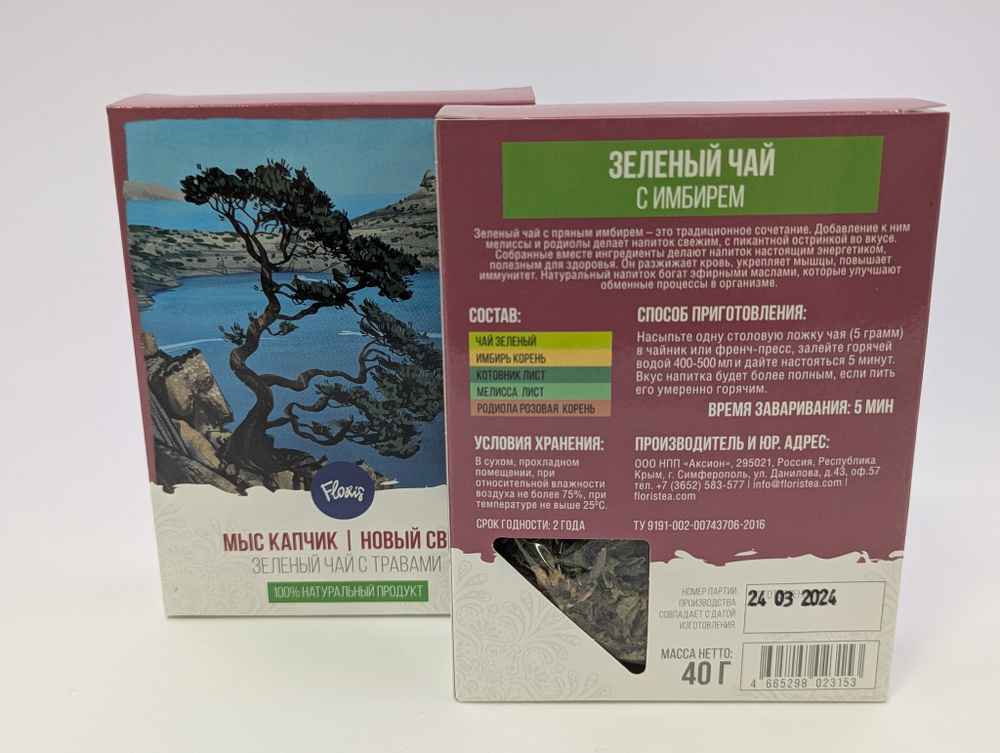 Floris
МЫС КАПЧИК | НОВЫЙ СВ
ЗЕЛЕНЫЙ ЧАЙ С ТРАВАМИ
100% НАТУРАЛЬНЫЙ ПРОДУКТ
ЗЕЛЕНЫЙ ЧАЙ
С ИМБИРЕМ
Зеленый чай с пряным имбирем – это традиционное сочетание. Добавление к ним
мелиссы и родиолы делает напиток свежим, с пикантной остринкой во вкусе.
Собранные вместе ингредиенты делают напиток настоящим энергетиком,
полезным для здоровья. Он разжижает кровь, укрепляет мышцы, повышает
иммунитет. Натуральный напиток богат эфирными маслами, которые улучшают
обменные процессы в организме.
СОСТАВ:
ЧАЙ ЗЕЛЕНЫЙ
ИМБИРЬ КОРЕНЬ
КОТОВНИК ЛИСТ
МЕЛИССА ЛИСТ
РОДИОЛА РОЗОВАЯ КОРЕНЬ
СПОСОБ ПРИГОТОВЛЕНИЯ:
Насыпьте одну столовую ложку чая (5 грамм)
в чайник или френч-пресс, залейте горячей
водой 400-500 мл и дайте настояться 5 минут.
Вкус напитка будет более полным, если пить
его умеренно горячим.
ВРЕМЯ ЗАВАРИВАНИЯ: 5 МИН
УСЛОВИЯ ХРАНЕНИЯ:
В сухом, прохладном
помещении, при
относительной влажности
воздуха не более 75%, при
температуре не выше 25ºС.
СРОК ГОДНОСТИ: 2 ГОДА
ПРОИЗВОДИТЕЛЬ И ЮР. АДРЕС:
ООО НПП «Аксион», 295021, Россия, Республика
Крым, г. Симферополь, ул. Данилова, д.43, оф.57
тел. +7 (3652) 583-577 | info@floristea.com |
floristea.com
ТУ 9191-002-00743706-2016
НОМЕР ПАРТИИ
ПРОИЗВОДСТВА
СОВПАДАЕТ С ДАТОЙ
ИЗГОТОВЛЕНИЯ
24 03 2024
МАССА НЕТТО:
40 Г
4 665298 023153